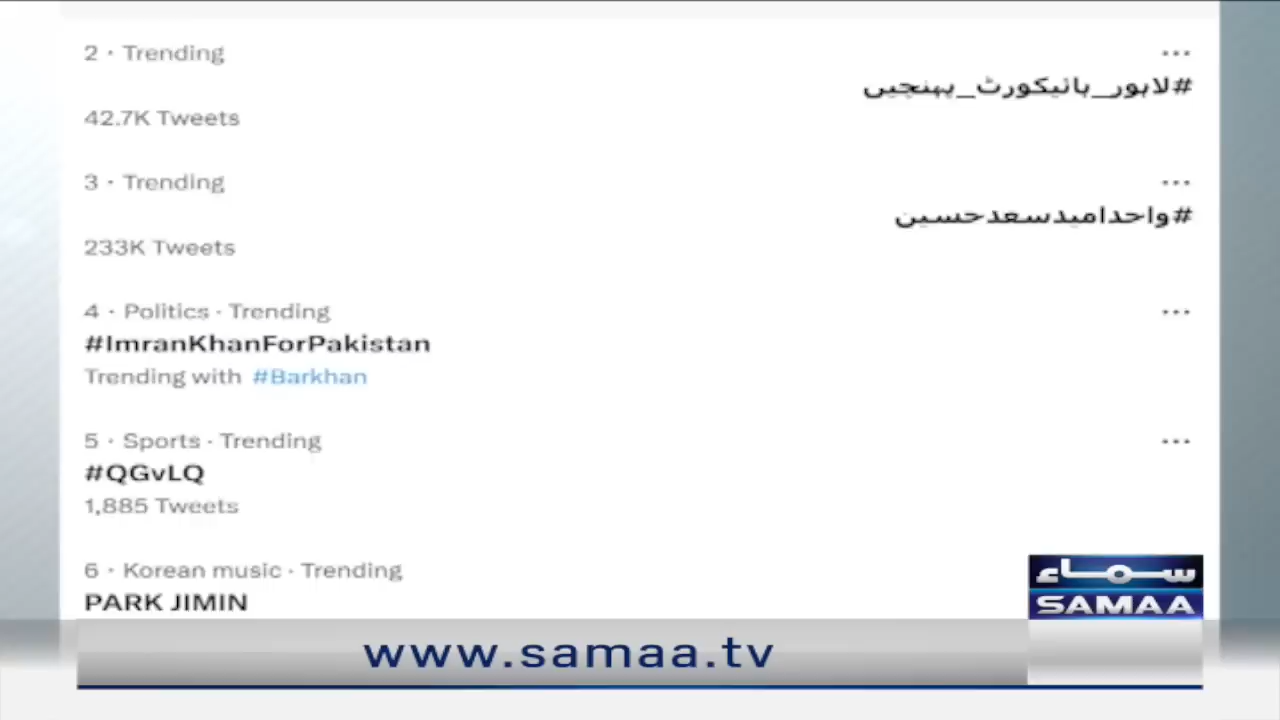 2 · Trending
#لاہور_ہائیکورٹ_پہنچیں
42.7K Tweets
3 · Trending
#واحدامیدسعدحسین
233K Tweets
4 · Politics · Trending
#ImranKhanForPakistan
Trending with #Barkhan
5 · Sports · Trending
#QGvLQ
1,885 Tweets
6 · Korean music · Trending
PARK JIMIN
سماء
SAMAA
www.samaa.tv